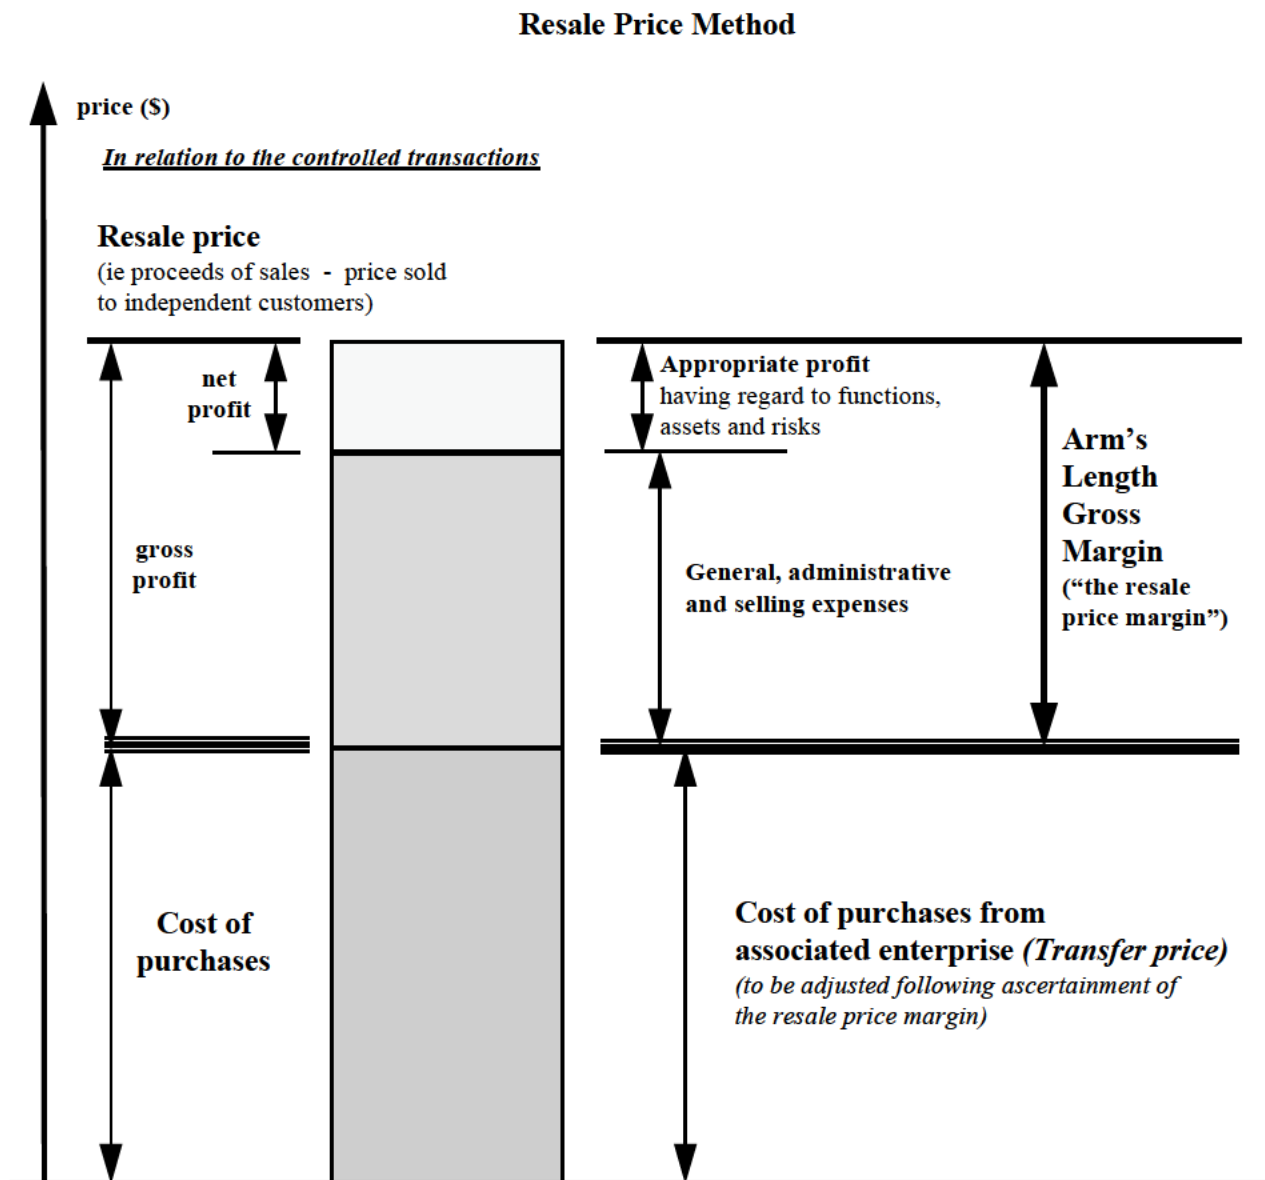 Resale Price Method
price ($)
In relation to the controlled transactions
Resale price
(ie proceeds of sales - price sold
to independent customers)
net
profit
gross
profit
Cost of
purchases
Appropriate profit
having regard to functions,
assets and risks
General, administrative
and selling expenses
Arm’s
Length
Gross
Margin
(“the resale
price margin”)
Cost of purchases from
associated enterprise (Transfer price)
(to be adjusted following ascertainment of
the resale price margin)